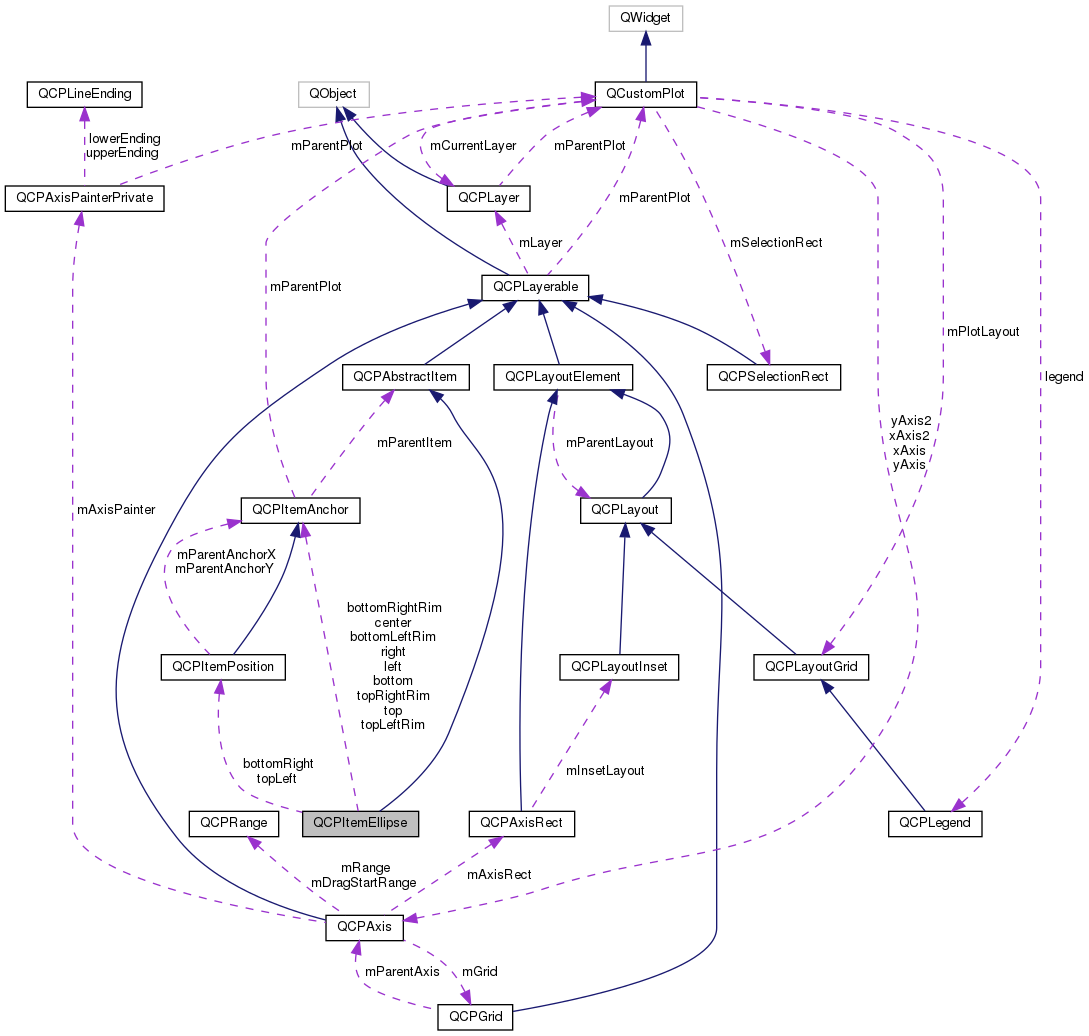 QWidget
QCPLineEnding
QObject
QCustomPlot
lowerEnding
upperEnding
mParentPlot
mCurrentLayer
mParentPlot
QCPAxisPainterPrivate
QCPLayer
mParentPlot
mLayer
mSelectionRect
mParentPlot
QCPLayerable
mPlotLayout
QCPAbstractItem
QCPLayoutElement
QCPSelectionRect
legend
yAxis2
xAxis2
xAxis
yAxis
mParentItem
mParentLayout
mAxisPainter
QCPItemAnchor
QCPLayout
mParentAnchorX
mParentAnchorY
bottomRightRim
center
bottomLeftRim
right
left
bottom
topRightRim
top
topLeftRim
QCPItemPosition
QCPLayoutInset
QCPLayoutGrid
bottomRight
topLeft
mInsetLayout
QCPRange
QCPItemEllipse
QCPAxisRect
QCPLegend
mRange
mDragStartRange
mAxisRect
QCPAxis
mParentAxis
mGrid
QCPGrid